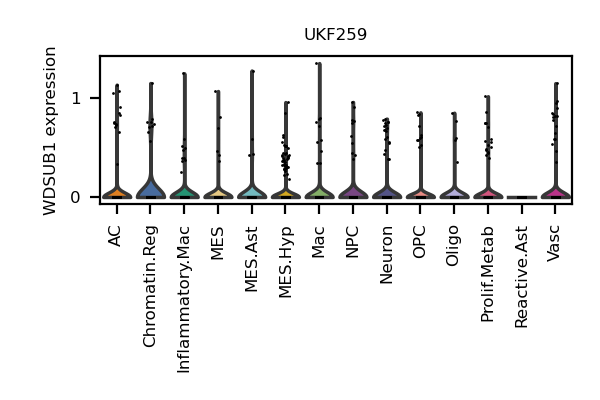 UKF259
WDSUB1 expression
1
0
AC
Chromatin.Reg
Inflammatory.Mac
MES
MES.Ast
MES.Hyp
Mac
NPC
Neuron
OPC
Oligo
Prolif.Metab
Reactive.Ast
Vasc